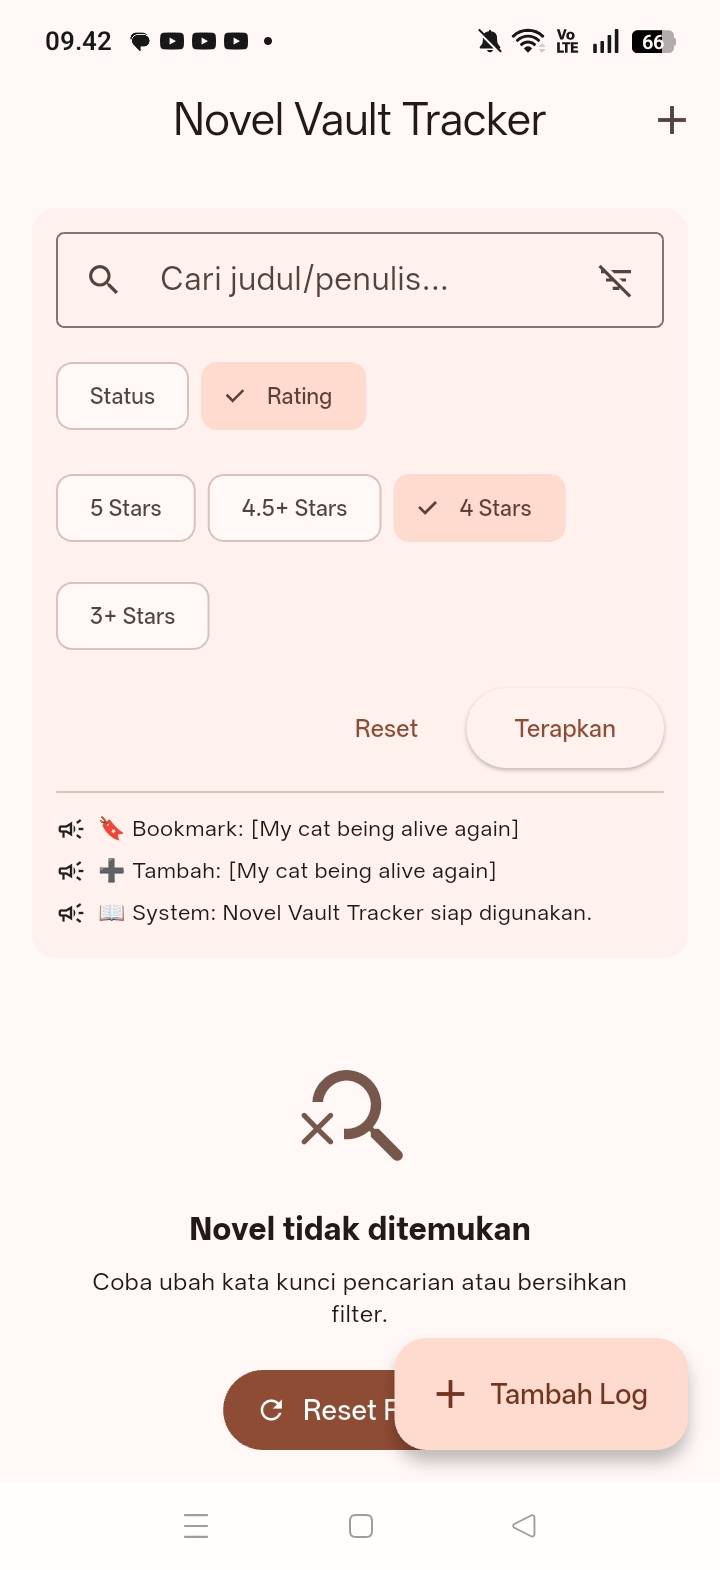 09.42
Vo
LTE
66
Novel Vault Tracker
Cari judul/penulis...
Status
Rating
5 Stars
4.5+ Stars
4 Stars
3+ Stars
Reset
Terapkan
Bookmark: [My cat being alive again]
Tambah: [My cat being alive again]
System: Novel Vault Tracker siap digunakan.
Novel tidak ditemukan
Coba ubah kata kunci pencarian atau bersihkan
filter.
Reset
Tambah Log